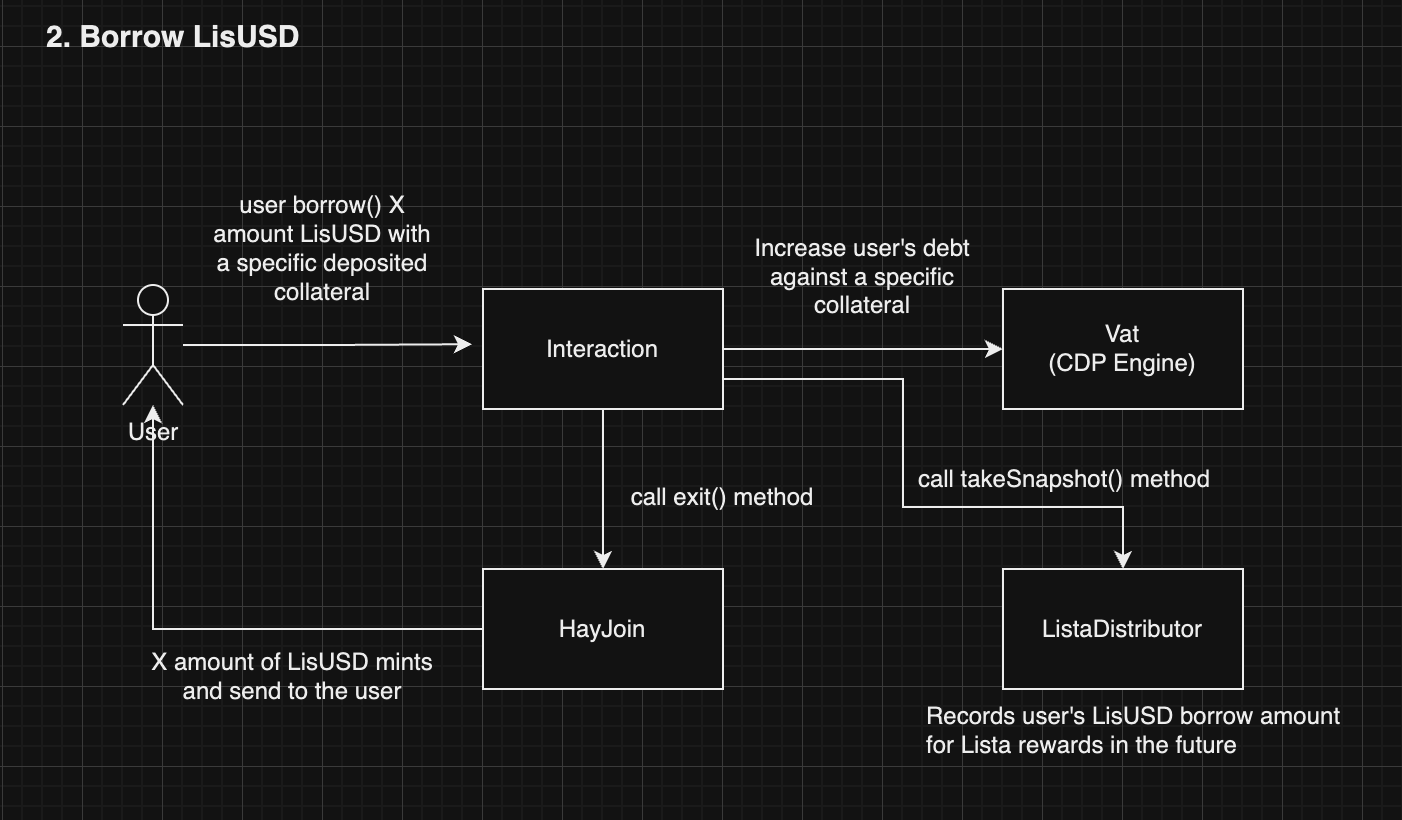 2. Borrow LisUSD
user borrow() X
amount LisUSD with
a specific deposited
collateral
Increase user's debt
against a specific
collateral
Interaction
Vat
(CDP Engine)
User
call takeSnapshot() method
call exit() method
HayJoin
ListaDistributor
X amount of LisUSD mints
and send to the user
Records user's LisUSD borrow amount
for Lista rewards in the future